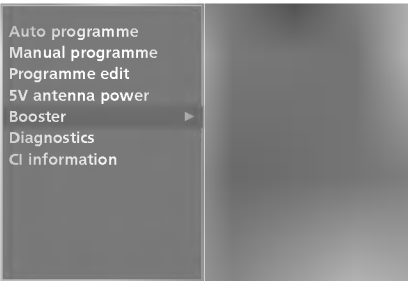 Auto programme
Manual programme
Programme edit
5V antenna power
Booster
Diagnostics
CI information